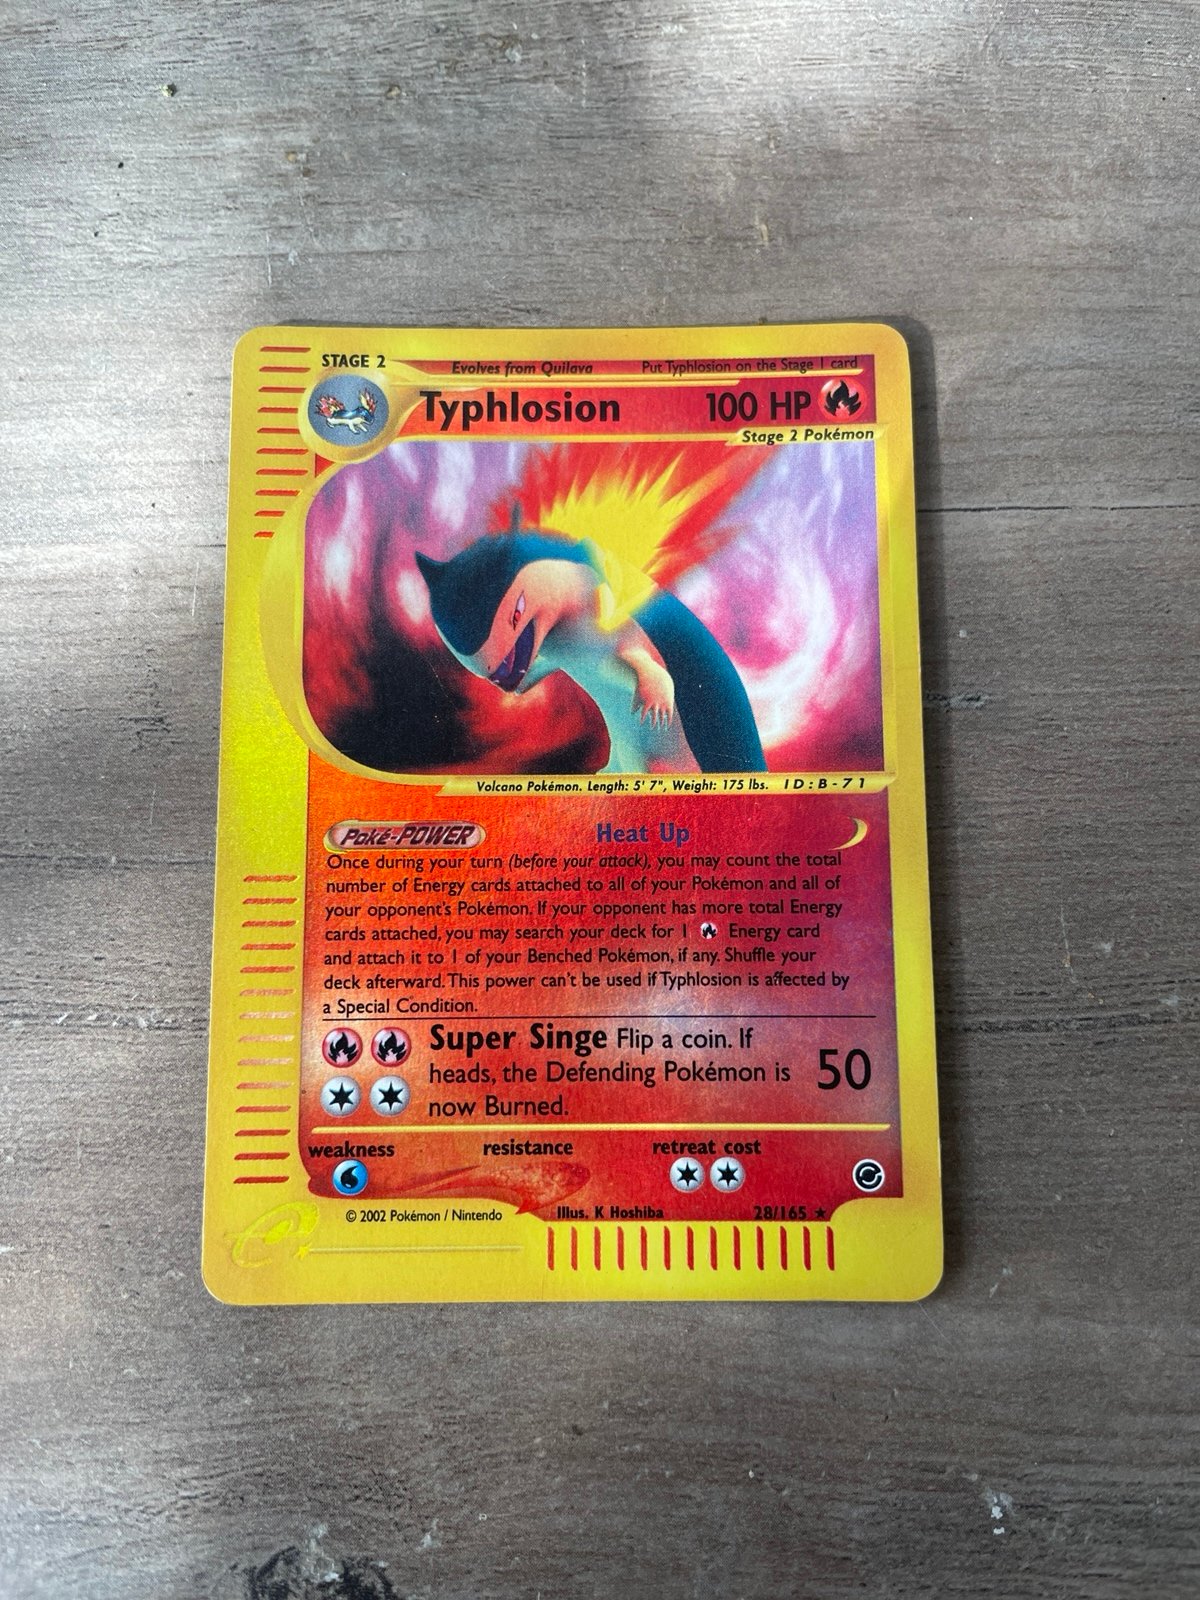 STAGE 2 Evolves from Quilava Put Typhlosion on the Stage 1 card
Typhlosion 100 HP
Stage 2 Pokémon
Volcano Pokémon. Length: 5' 7", Weight: 175 lbs. ID:B-71
Poké-POWER Heat Up
Once during your turn (before your attack), you may count the total
number of Energy cards attached to all of your Pokémon and all of
your opponent's Pokémon. If your opponent has more total Energy
cards attached, you may search your deck for 1 Energy card
and attach it to 1 of your Benched Pokémon, if any. Shuffle your
deck afterward. This power can't be used if Typhlosion is affected by
a Special Condition.
Super Singe Flip a coin. If
heads, the Defending Pokémon is 50
now Burned.
weakness resistance retreat cost
© 2002 Pokémon / Nintendo Illus. K Hoshiba 28/165 ★